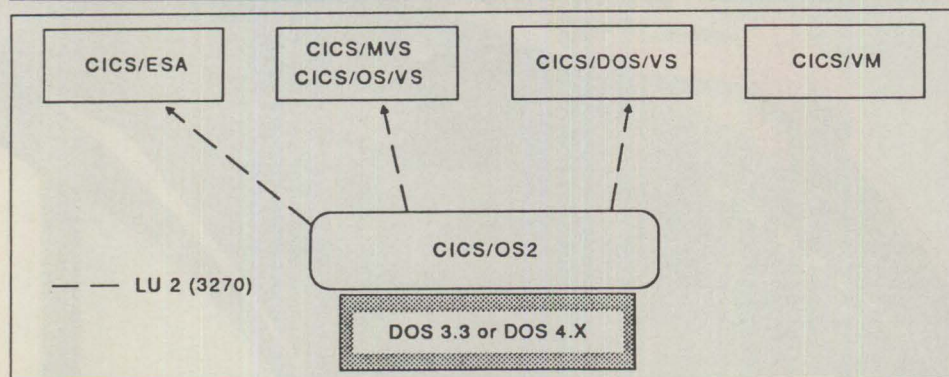 CICS/ESA
CICS/MVS
CICS/OS/VS
CICS/DOS/VS
CICS/VM
CICS/OS2
LU 2 (3270)
DOS 3.3 or DOS 4.X